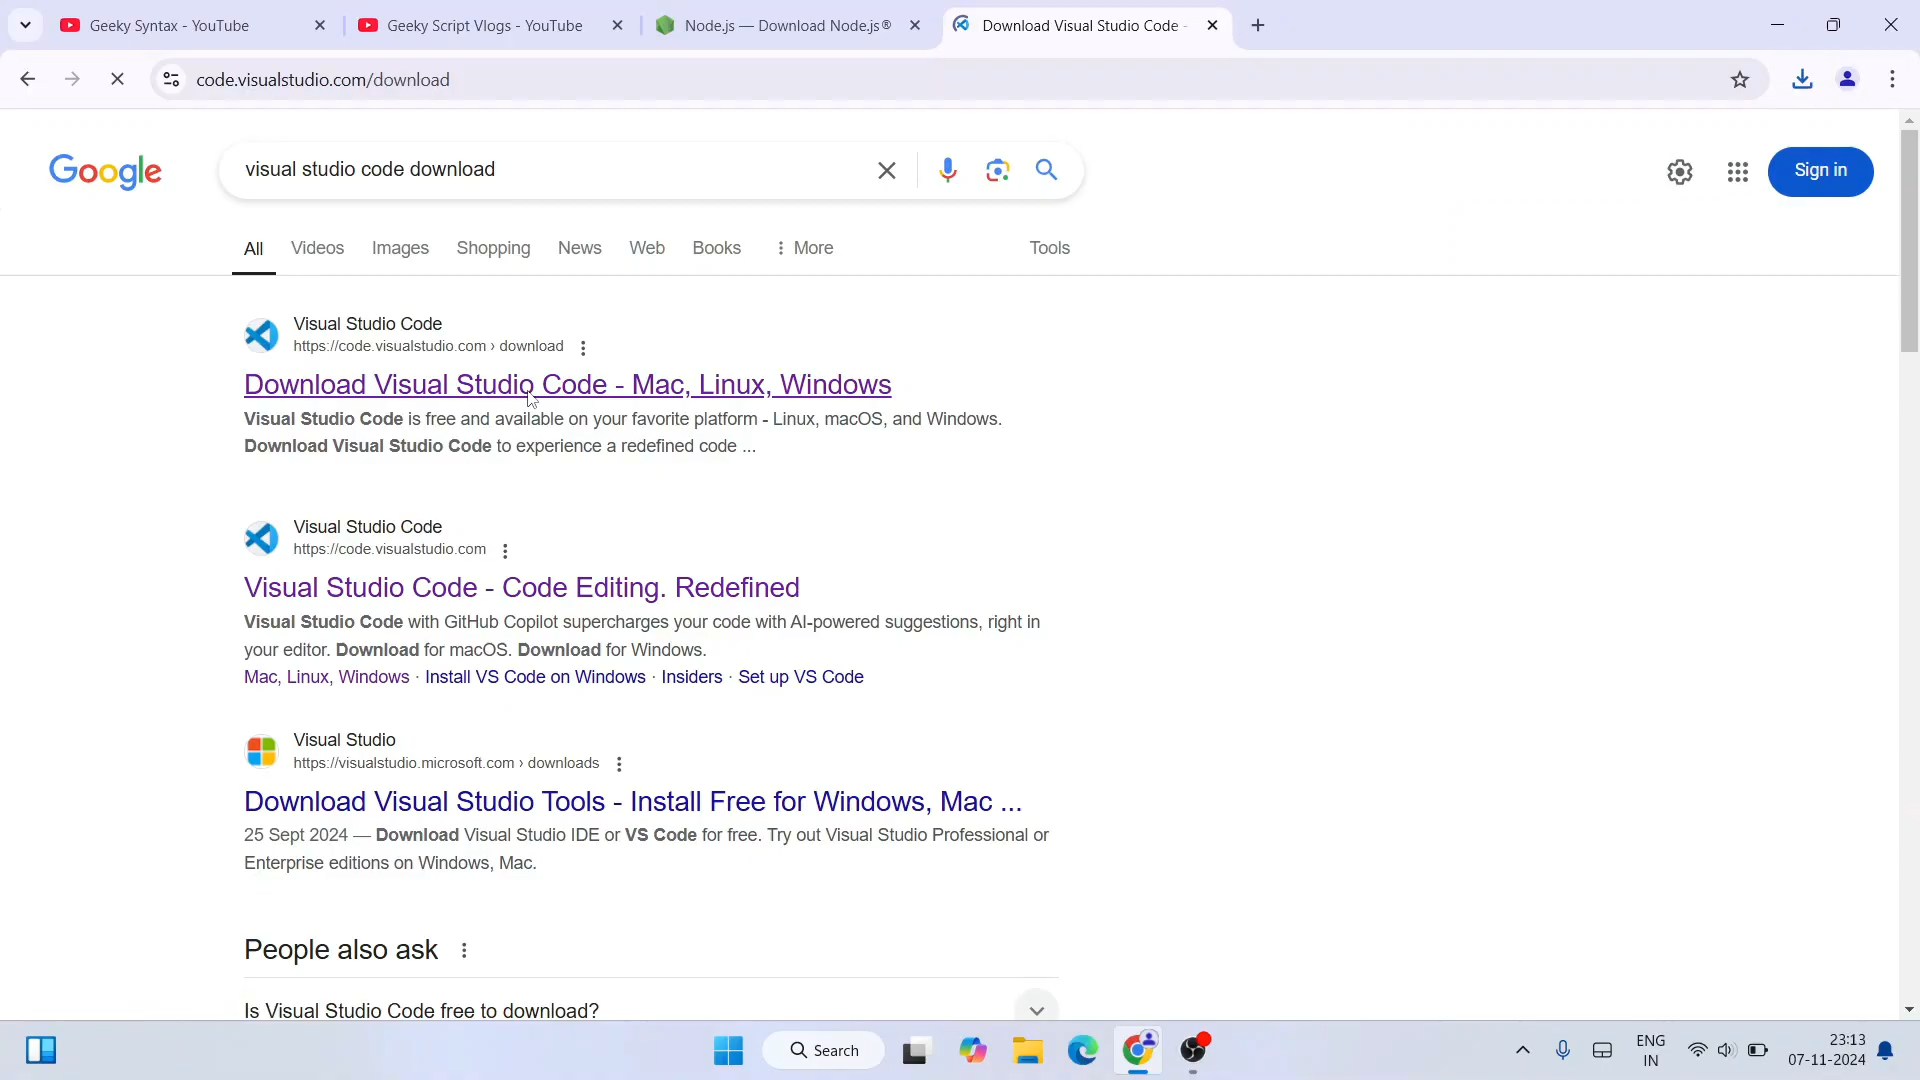 Geeky Syntax - YouTube
Geeky Script Vlogs - YouTube
Node.js — Download Node.js®
Download Visual Studio Code -
code.visualstudio.com/download
Google
visual studio code download
Sign in
All Videos Images Shopping News Web Books More Tools
Visual Studio Code
https://code.visualstudio.com › download
Download Visual Studio Code - Mac, Linux, Windows
Visual Studio Code is free and available on your favorite platform - Linux, macOS, and Windows.
Download Visual Studio Code to experience a redefined code ...
Visual Studio Code
https://code.visualstudio.com
Visual Studio Code - Code Editing. Redefined
Visual Studio Code with GitHub Copilot supercharges your code with AI-powered suggestions, right in
your editor. Download for macOS. Download for Windows.
Mac, Linux, Windows · Install VS Code on Windows · Insiders · Set up VS Code
Visual Studio
https://visualstudio.microsoft.com › downloads
Download Visual Studio Tools - Install Free for Windows, Mac ...
25 Sept 2024 — Download Visual Studio IDE or VS Code for free. Try out Visual Studio Professional or
Enterprise editions on Windows, Mac.
People also ask
Is Visual Studio Code free to download?
Search
ENG
IN
23:13
07-11-2024